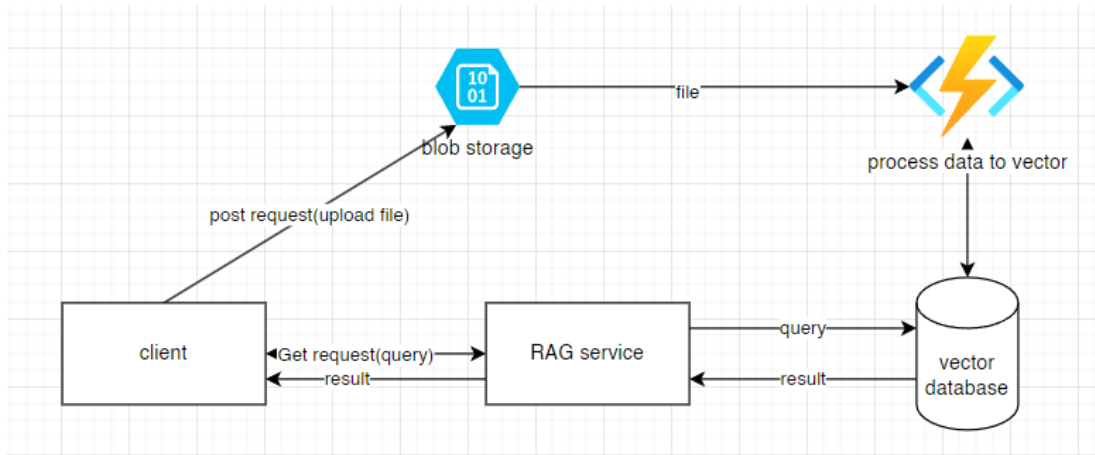 10
01
file
blob storage
process data to vector
post request(upload file)
client
Get request(query)
result
RAG service
query
result
vector
database